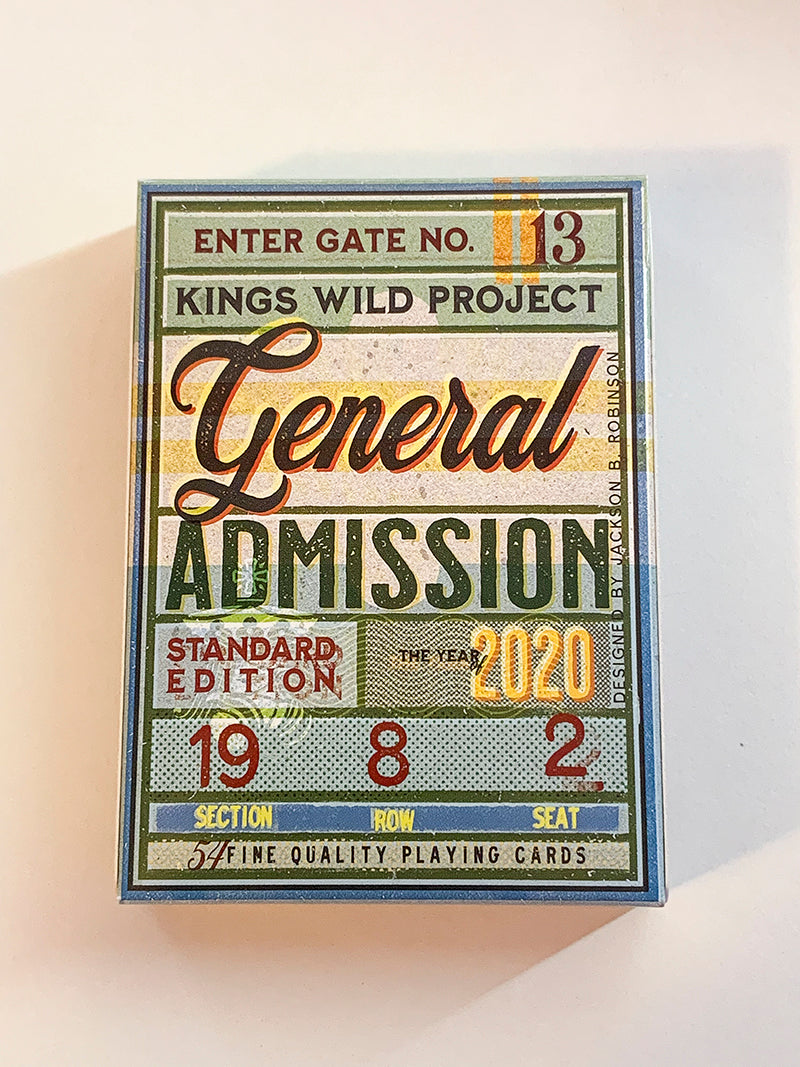 ENTER GATE NO. 13
KINGS WILD PROJECT
General
ADMISSION
DESIGNED BY JACKSON B. ROBINSON
STANDARD
EDITION
THE YEAR 2020
19 8 2
SECTION ROW SEAT
54 FINE QUALITY PLAYING CARDS